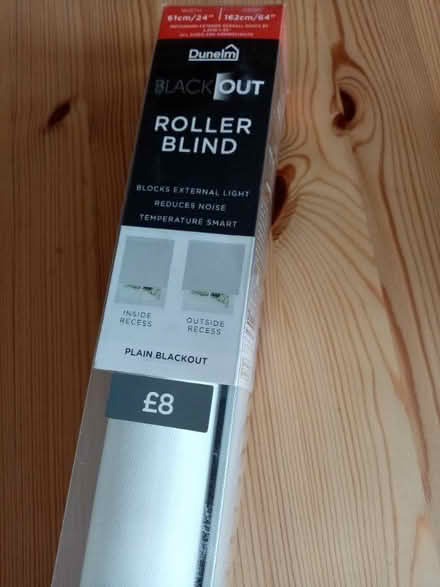 WIDTH
61cm/24"
162cm/64"
Dunelm
BLACKOUT
ROLLER
BLIND
BLOCKS EXTERNAL LIGHT
REDUCES NOISE
TEMPERATURE SMART
INSIDE
RECESS
OUTSIDE
RECESS
PLAIN BLACKOUT
£8